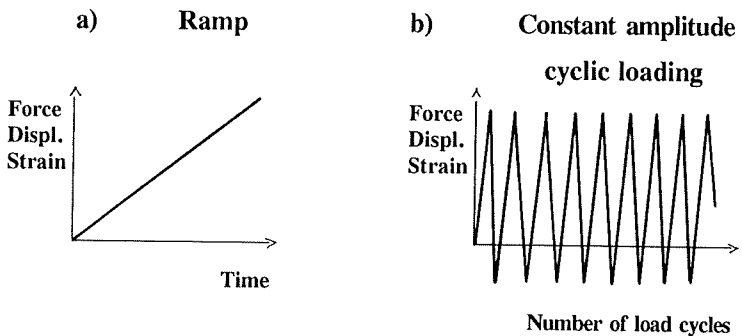 a) Ramp
Force
Displ.
Strain
Time
b) Constant amplitude
cyclic loading
Force
Displ.
Strain
Number of load cycles